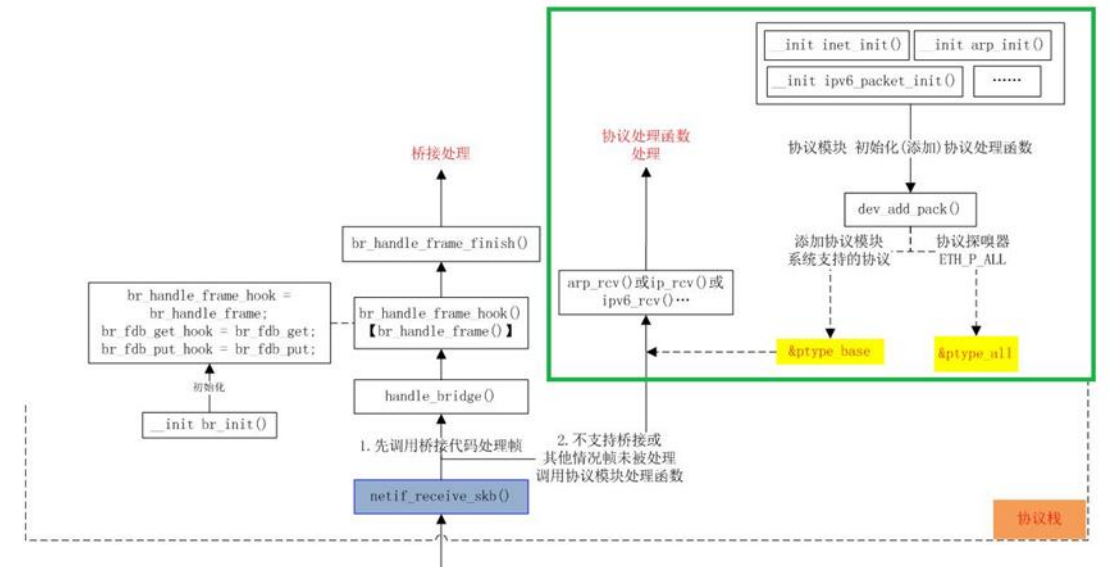 __init inet_init()
__init arp_init()
__init ipv6_packet_init()
……
协议模块 初始化(添加)协议处理函数
dev_add_pack()
添加协议模块
系统支持的协议
协议探嗅器
ETH_P_ALL
&ptype_base
&ptype_all
协议处理函数
处理
arp_rcv()或ip_rcv()或
ipv6_rcv()…
桥接处理
br_handle_frame_finish()
br_handle_frame_hook()
【br_handle_frame()】
br_handle_frame_hook =
br_handle_frame;
br_fdb_get_hook = br_fdb_get;
br_fdb_put_hook = br_fdb_put;
初始化
__init br_init()
handle_bridge()
1.先调用桥接代码处理帧
2.不支持桥接或
其他情况帧未被处理
调用协议模块处理函数
netif_receive_skb()
协议栈